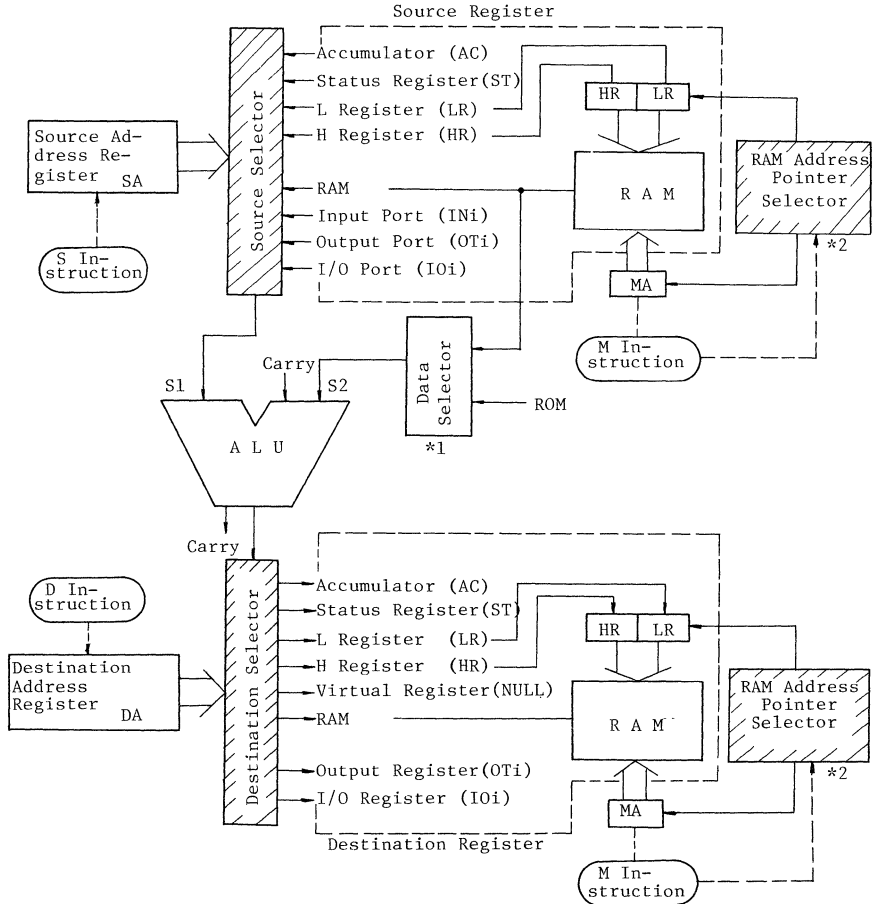 Source Register
Accumulator (AC)
Status Register(ST)
L Register (LR)
H Register (HR)
RAM
Input Port (INi)
Output Port (OTi)
I/O Port (IOi)
Source Selector
Source Ad-
dress Re-
gister
SA
S In-
struction
HR
LR
R A M
MA
RAM Address
Pointer
Selector
*2
M In-
struction
Carry
S1
S2
Data
Selector
*1
ROM
A L U
Carry
D In-
struction
Destination
Address
Register
DA
Destination Selector
Accumulator (AC)
Status Register(ST)
L Register (LR)
H Register (HR)
Virtual Register(NULL)
RAM
Output Register(OTi)
I/O Register (IOi)
Destination Register
HR
LR
R A M
MA
RAM Address
Pointer
Selector
*2
M In-
struction